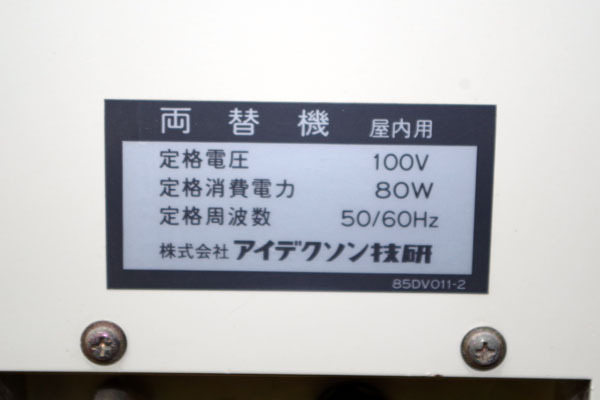 両替機 屋内用
定格電圧 100V
定格消費電力 80W
定格周波数 50/60Hz
株式会社アイデクソン技研
85DV011-2